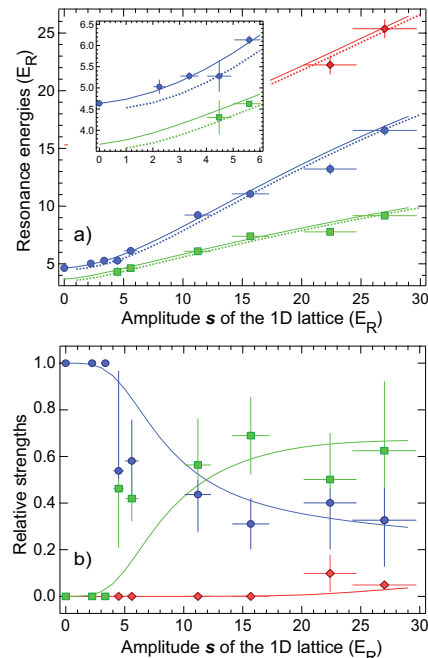 25
20
15
10
5
Resonance energies (E_R)
6.5
6.0
5.5
5.0
4.5
4.0
0 1 2 3 4 5 6
a)
0 5 10 15 20 25 30
Amplitude s of the 1D lattice (E_R)
1.0
0.8
0.6
0.4
0.2
0.0
Relative strengths
b)
0 5 10 15 20 25 30
Amplitude s of the 1D lattice (E_R)